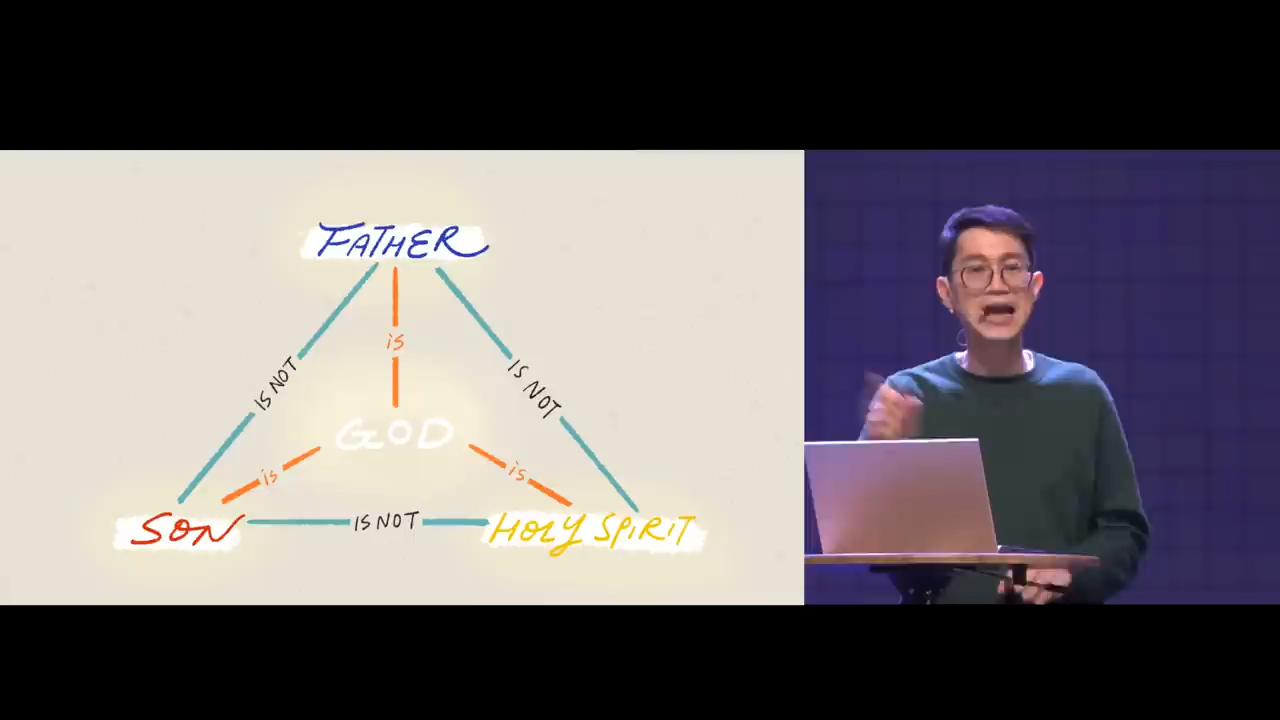 FATHER
is
IS NOT
IS NOT
GOD
is
is
SON
IS NOT
HOLY SPIRIT